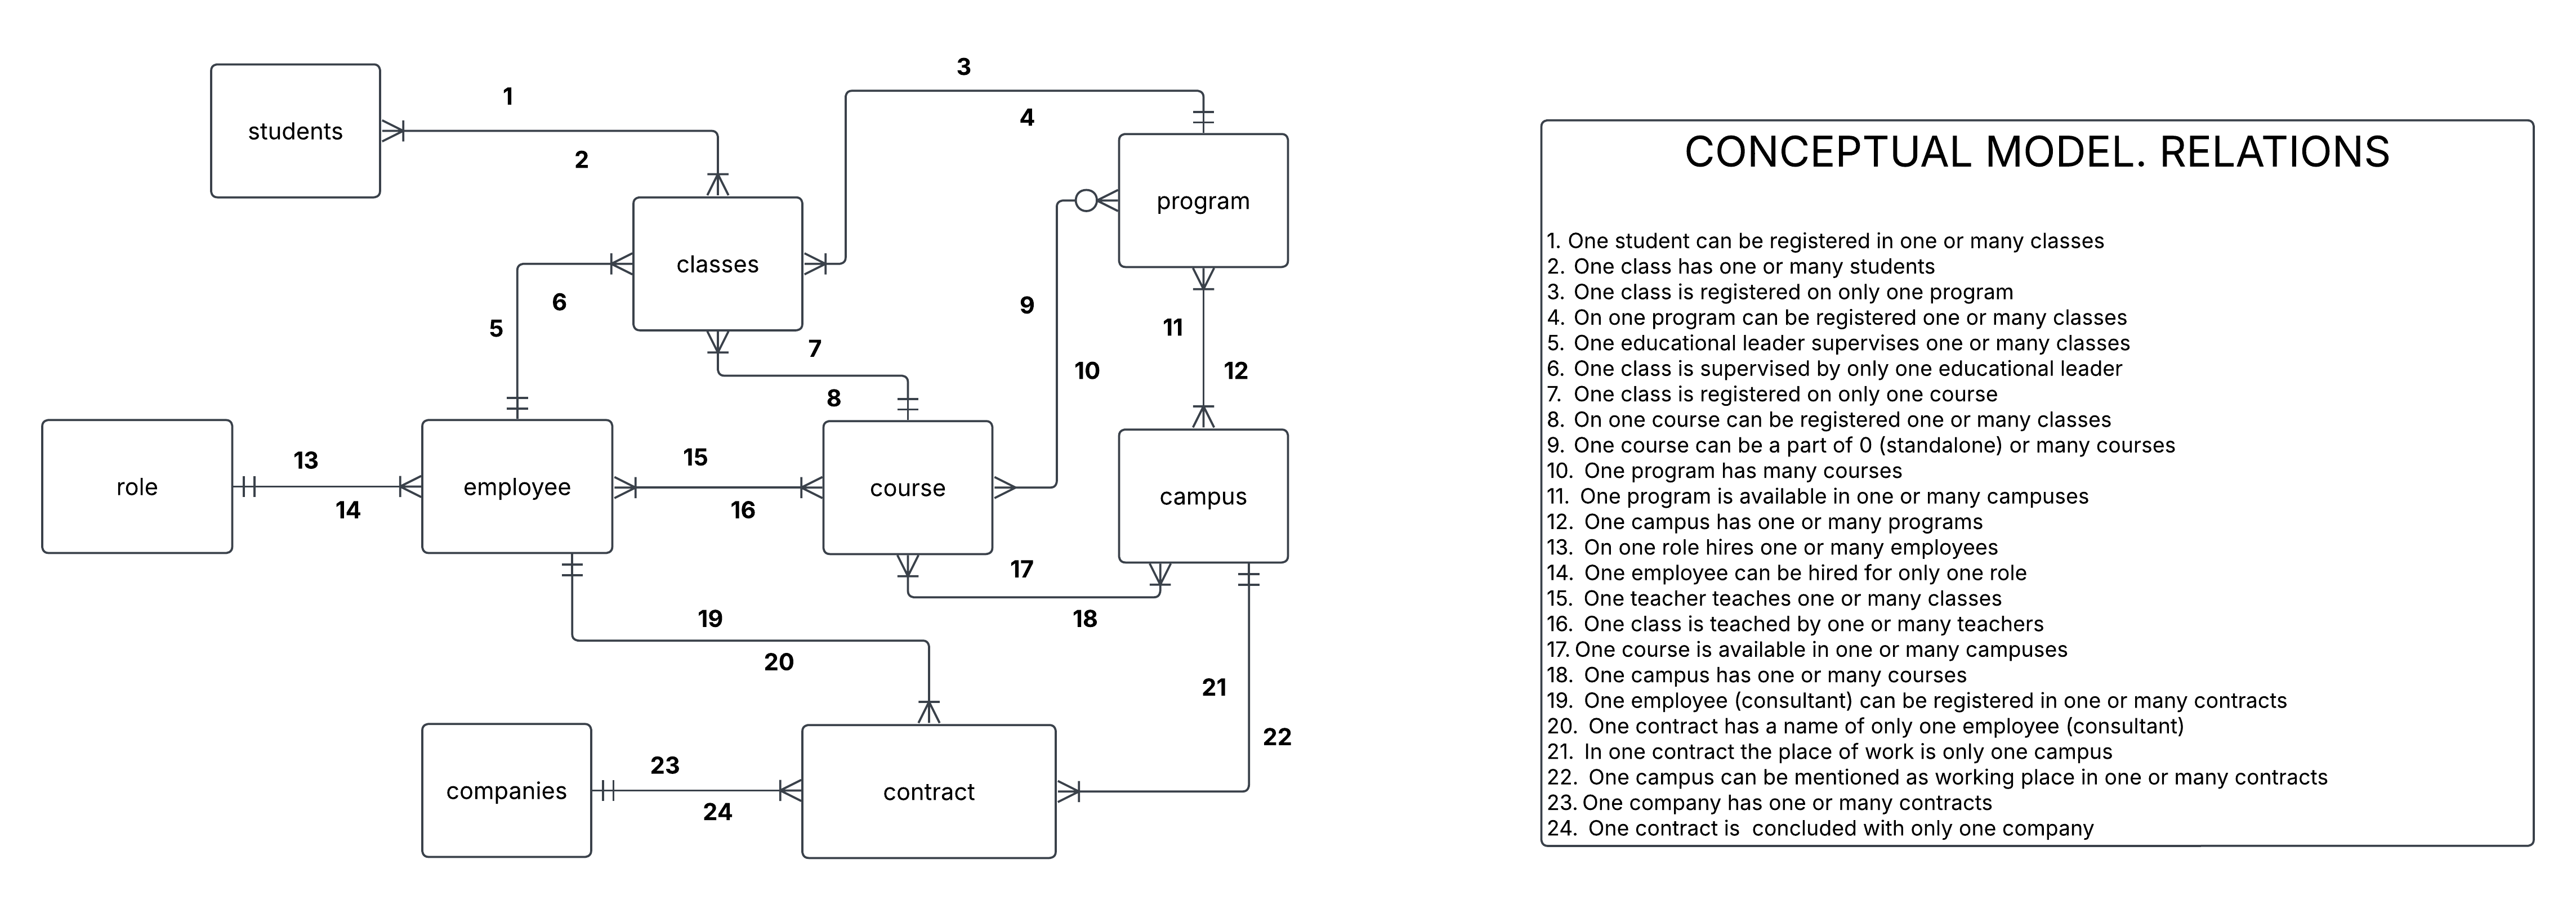 3
1
4
students
CONCEPTUAL MODEL. RELATIONS
2
program
1. One student can be registered in one or many classes
classes
2. One class has one or many students
3. One class is registered on only one program
6
9
4. On one program can be registered one or many classes
5
11
5. One educational leader supervises one or many classes
7
6. One class is supervised by only one educational leader
10
12
7. One class is registered on only one course
8
8. On one course can be registered one or many classes
13
15
9. One course can be a part of 0 (standalone) or many courses
role
employee
course
campus
10. One program has many courses
14
16
11. One program is available in one or many campuses
12. One campus has one or many programs
13. On one role hires one or many employees
17
14. One employee can be hired for only one role
19
18
15. One teacher teaches one or many classes
16. One class is teached by one or many teachers
20
17. One course is available in one or many campuses
21
18. One campus has one or many courses
19. One employee (consultant) can be registered in one or many contracts
22
20. One contract has a name of only one employee (consultant)
23
21. In one contract the place of work is only one campus
companies
contract
22. One campus can be mentioned as working place in one or many contracts
24
23. One company has one or many contracts
24. One contract is  concluded with only one company